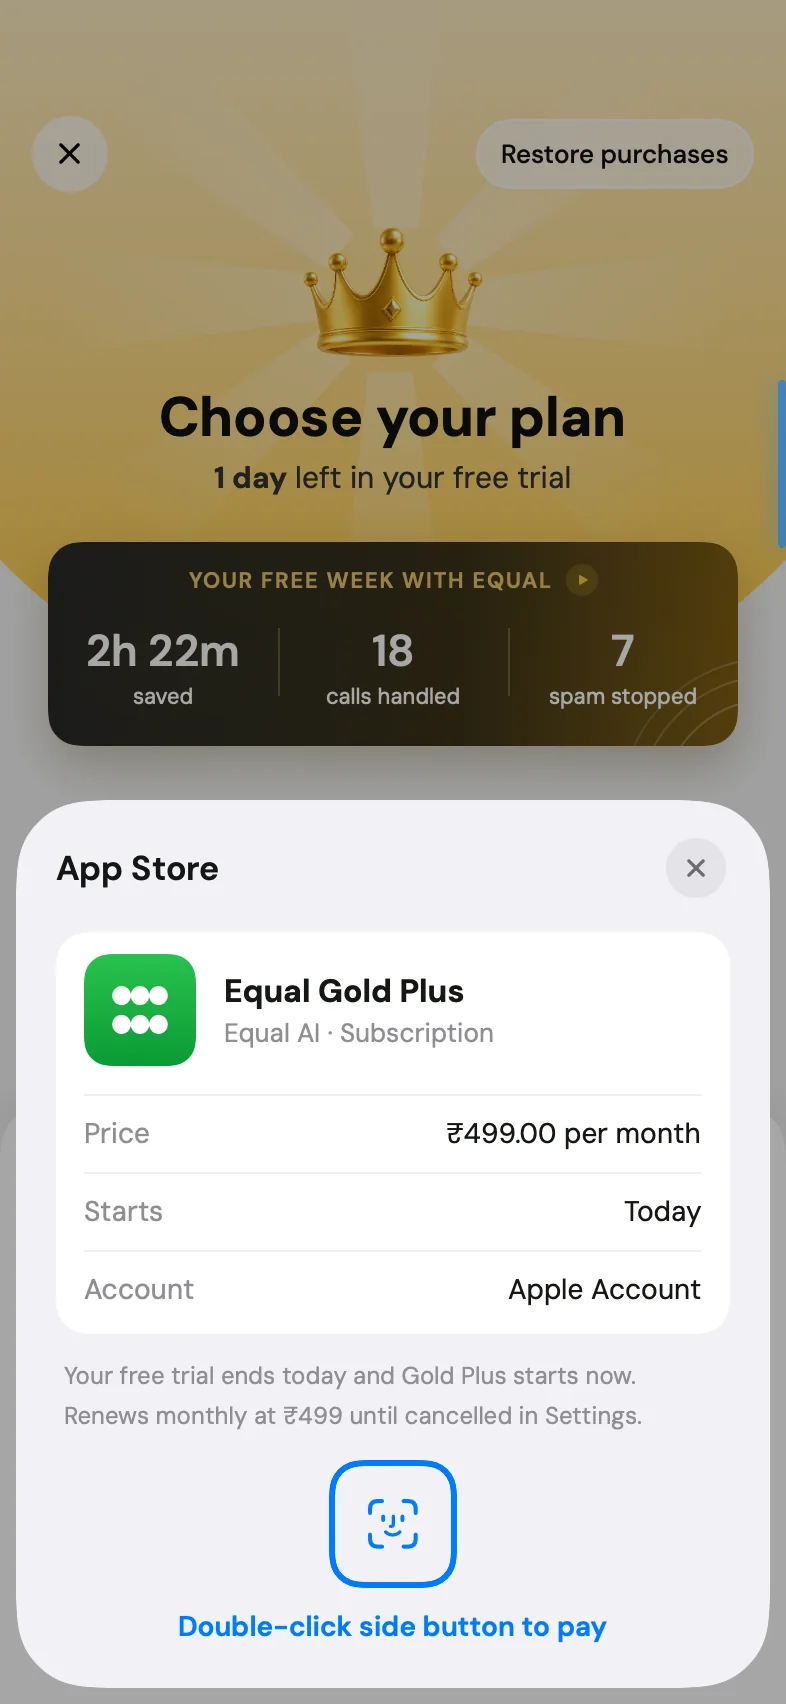 Restore purchases
Choose your plan
1 day left in your free trial
YOUR FREE WEEK WITH EQUAL
2h 22m
saved
18
calls handled
7
spam stopped
App Store
Equal Gold Plus
Equal AI · Subscription
Price
₹499.00 per month
Starts
Today
Account
Apple Account
Your free trial ends today and Gold Plus starts now.
Renews monthly at ₹499 until cancelled in Settings.
Double-click side button to pay